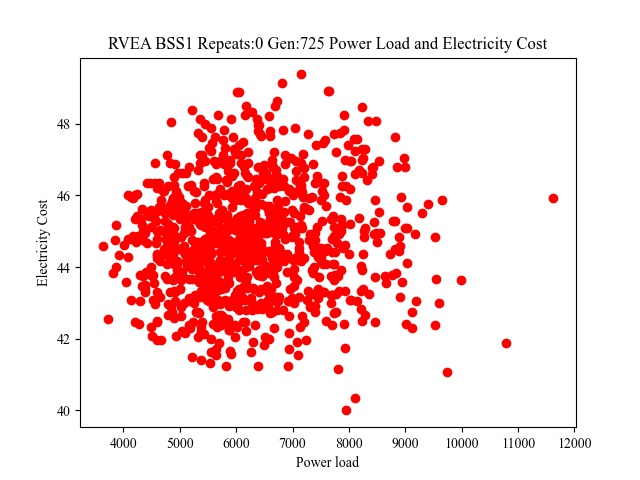 RVEA BSS1 Repeats:0 Gen:725 Power Load and Electricity Cost
Electricity Cost
48
46
44
42
40
4000 5000 6000 7000 8000 9000 10000 11000 12000
Power load